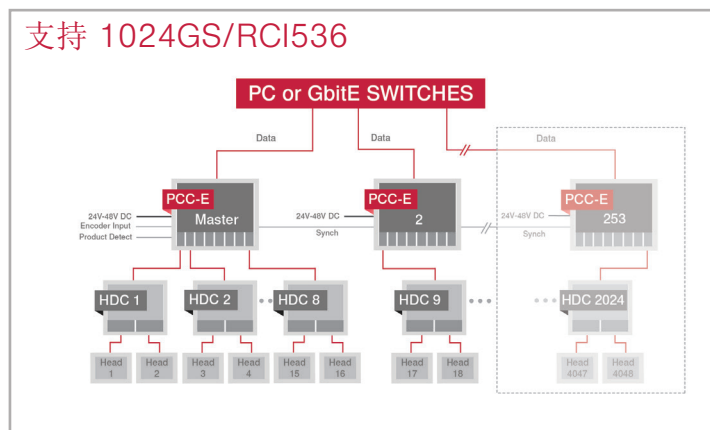 支持 1024GS/RCI536
PC or GbitE SWITCHES
Data
Data
Data
PCC-E
Master
PCC-E
2
PCC-E
253
24V-48V DC
Encoder Input
Product Detect
24V-48V DC
Synch
24V-48V DC
Synch
HDC 1
HDC 2
HDC 8
HDC 9
HDC 2024
Head
1
Head
2
Head
3
Head
4
Head
15
Head
16
Head
17
Head
18
Head
4047
Head
4048